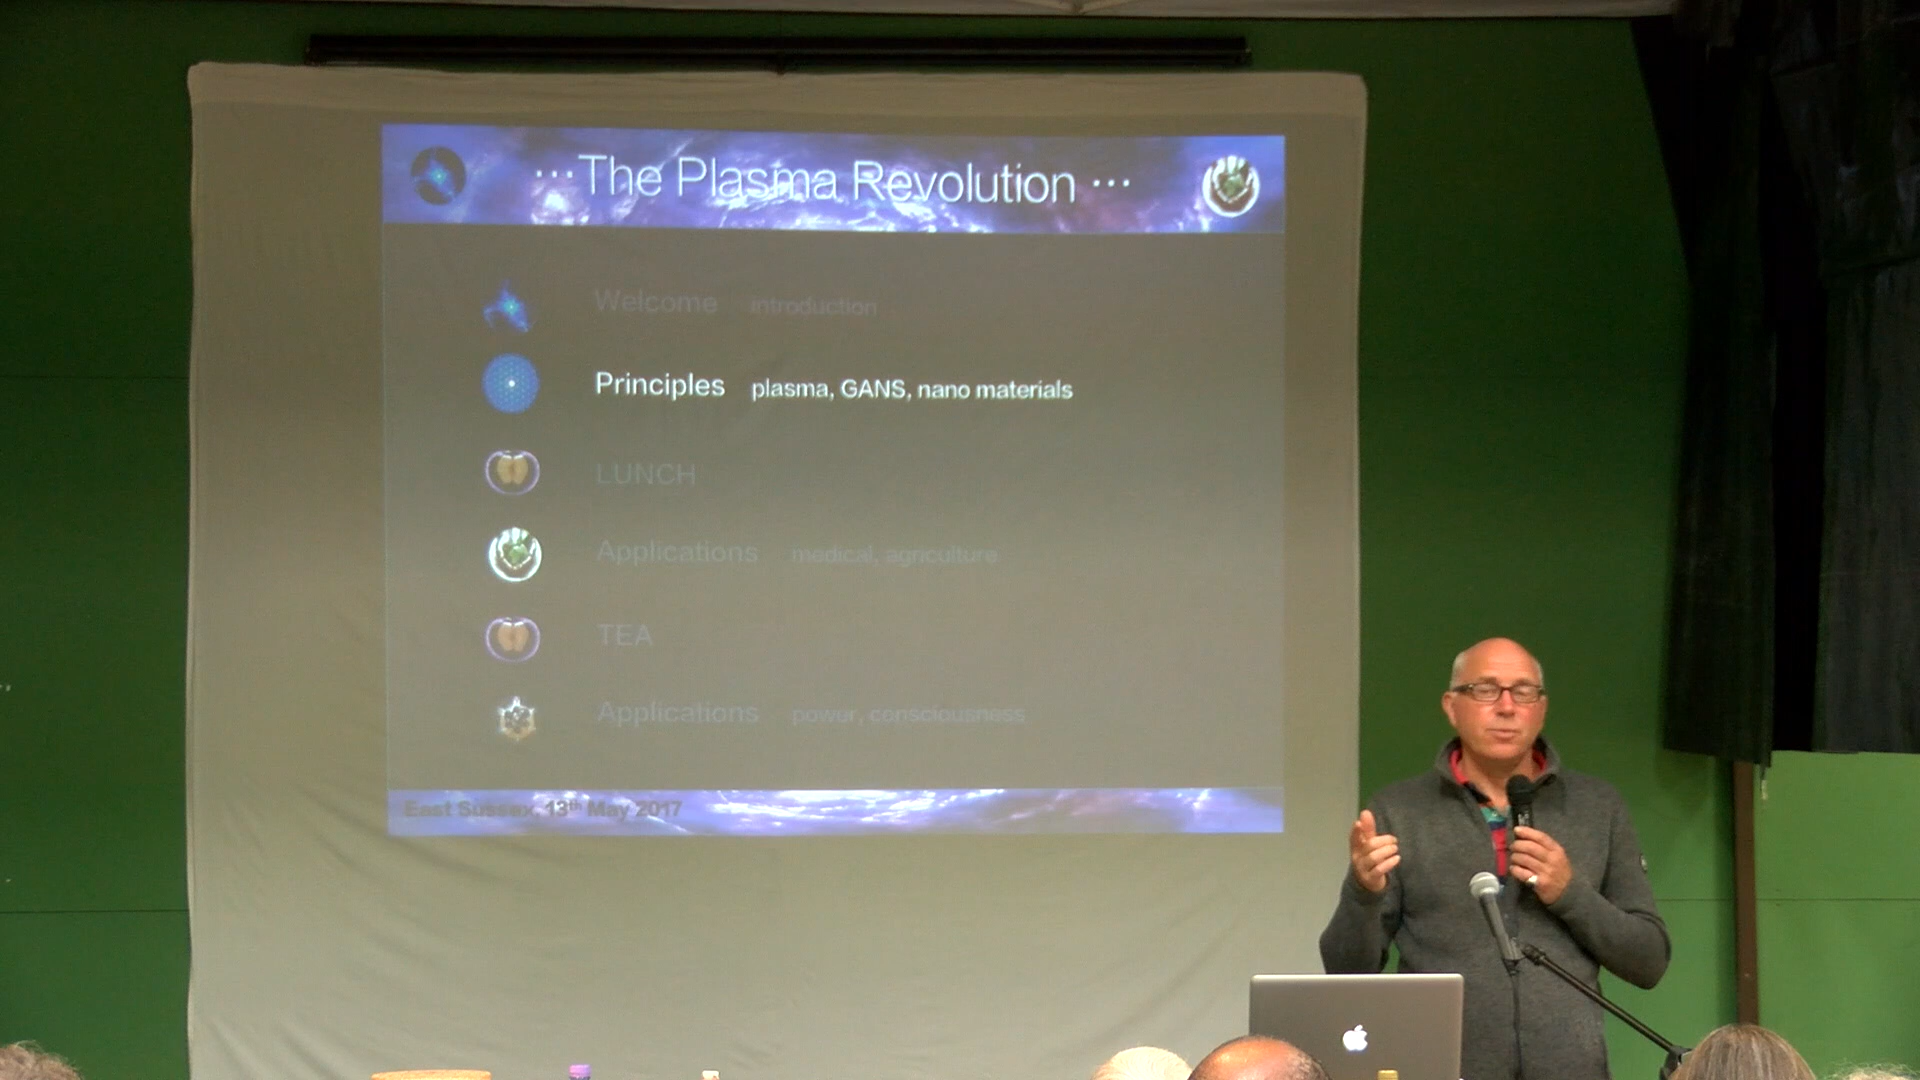 ...The Plasma Revolution...
Welcome introduction
Principles plasma, GANS, nano materials
LUNCH
Applications medical, agriculture
TEA
Applications power, consciousness
East Sussex, 13th May 2017